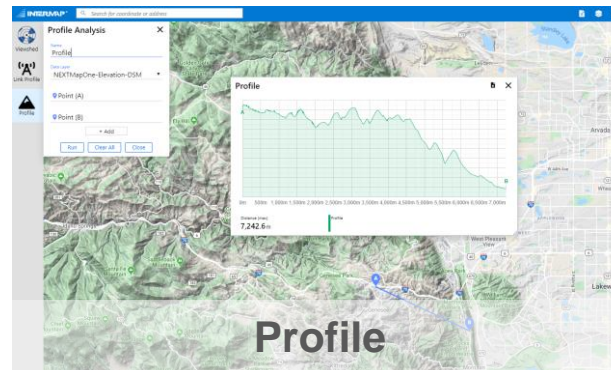 INTERMAP
Search for coordinate or address
Viewshed
Link Profile
Profile
Profile Analysis
Name
Profile
Data Layer
NEXTMapOne-Elevation-DSM
Point (A)
Point (B)
+ Add
Run
Clear All
Close
Profile
0m 500m 1,000m 1,500m 2,000m 2,500m 3,000m 3,500m 4,000m 4,500m 5,000m 5,500m 6,000m 6,500m 7,000m
Distance (max)
7,242.6m
Profile
Arvada
West Pleasant
View
Lakew
Profile